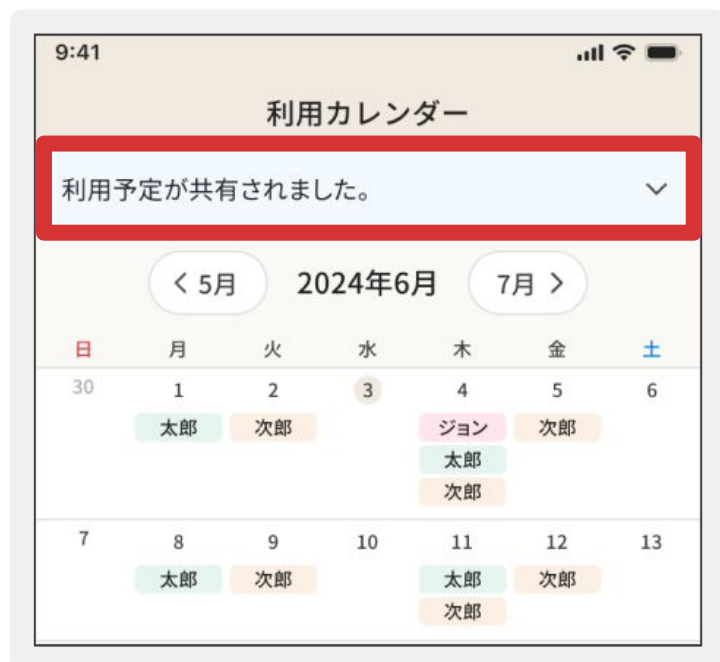 9:41
利用カレンダー
利用予定が共有されました。
< 5月 2024年6月 7月 >
日 月 火 水 木 金 土
30 1 2 3 4 5 6
太郎 次郎 ジョン 次郎
太郎
次郎
7 8 9 10 11 12 13
太郎 次郎 太郎 次郎
次郎